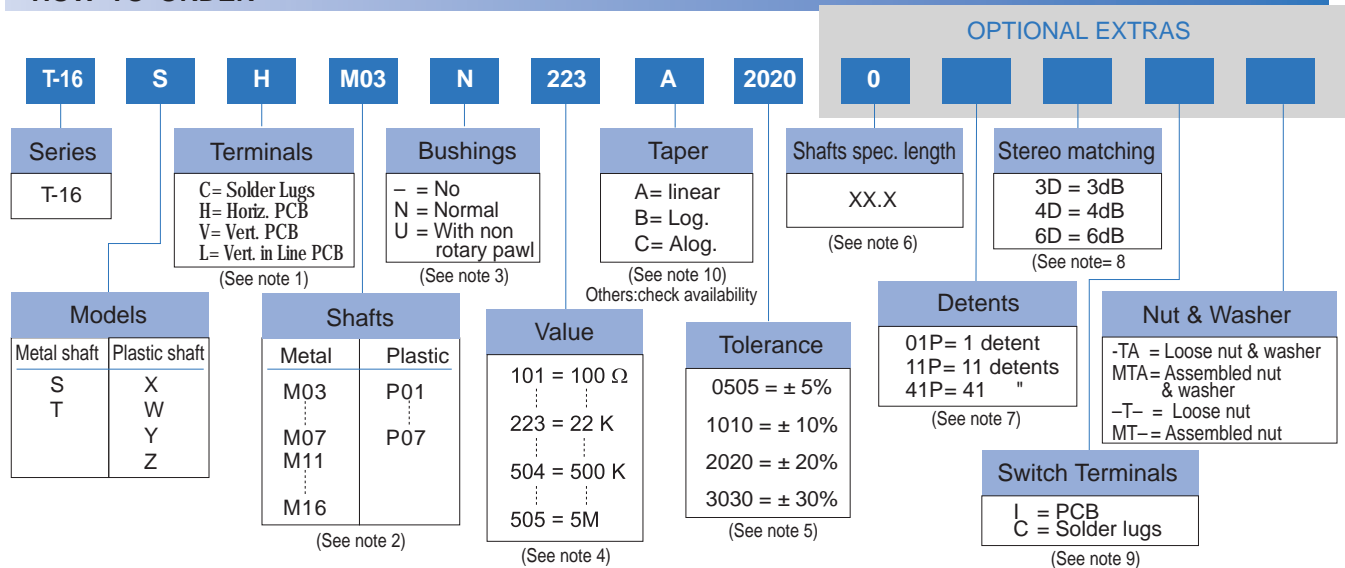 HOW TO ORDER
OPTIONAL EXTRAS
T-16 S H M03 N 223 A 2020 0
Series
T-16
Terminals
C= Solder Lugs
H= Horiz. PCB
V= Vert. PCB
L= Vert. in Line PCB
(See note 1)
Bushings
– = No
N = Normal
U = With non
rotary pawl
(See note 3)
Taper
A= linear
B= Log.
C= Alog.
(See note 10)
Others:check availability
Shafts spec. length
XX.X
(See note 6)
Stereo matching
3D = 3dB
4D = 4dB
6D = 6dB
(See note= 8
Models
Metal shaft Plastic shaft
S X
T W
Y
Z
Shafts
Metal Plastic
M03 P01
M07 P07
M11
M16
(See note 2)
Value
101 = 100 Ω
223 = 22 K
504 = 500 K
505 = 5M
(See note 4)
Tolerance
0505 = ± 5%
1010 = ± 10%
2020 = ± 20%
3030 = ± 30%
(See note 5)
Detents
01P= 1 detent
11P= 11 detents
41P= 41 "
(See note 7)
Nut & Washer
-TA = Loose nut & washer
MTA= Assembled nut
& washer
–T– = Loose nut
MT–= Assembled nut
Switch Terminals
I = PCB
C = Solder lugs
(See note 9)